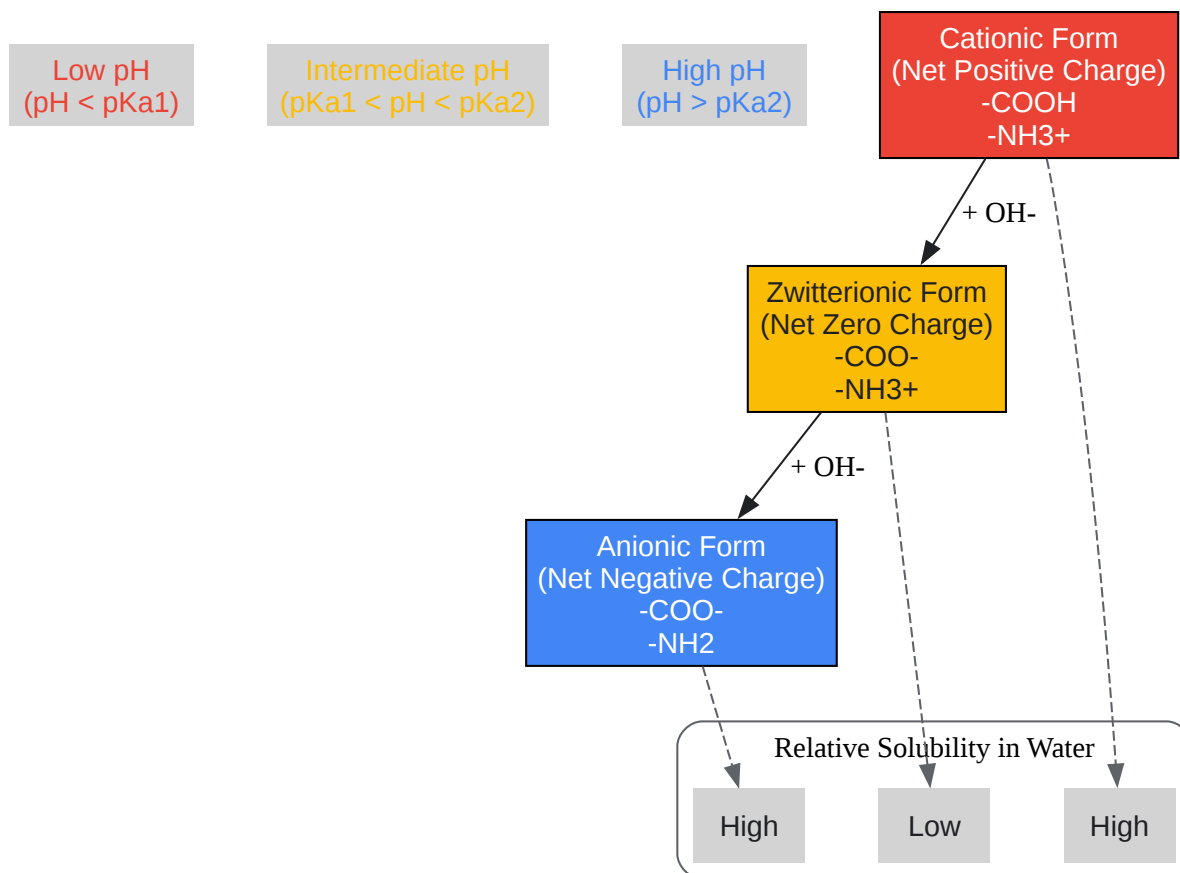 Low pH
(pH < pKa1)
Intermediate pH
(pKa1 < pH < pKa2)
High pH
(pH > pKa2)
Cationic Form
(Net Positive Charge)
-COOH
-NH3+
+ OH-
Zwitterionic Form
(Net Zero Charge)
-COO-
-NH3+
+ OH-
Anionic Form
(Net Negative Charge)
-COO-
-NH2
Relative Solubility in Water
High
Low
High